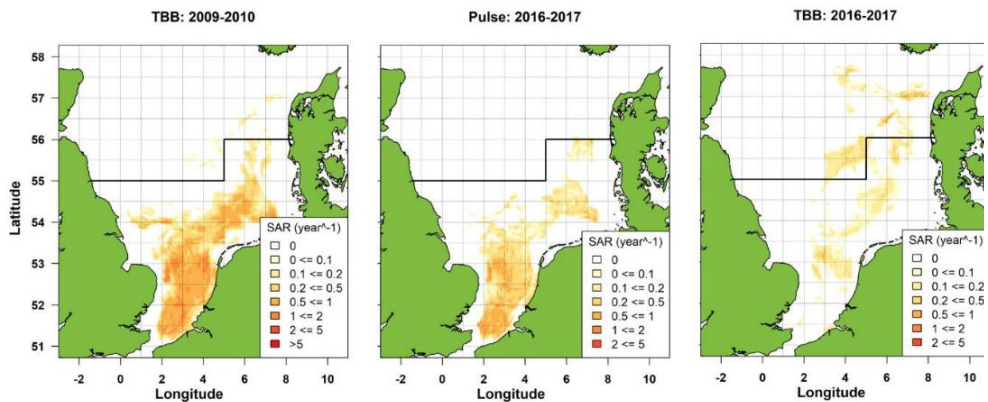 TBB: 2009-2010
Pulse: 2016-2017
TBB: 2016-2017
Latitude
58
57
56
55
54
53
52
51
SAR (year^-1)
0
0 <= 0.1
0.1 <= 0.2
0.2 <= 0.5
0.5 <= 1
1 <= 2
2 <= 5
>5
SAR (year^-1)
0
0 <= 0.1
0.1 <= 0.2
0.2 <= 0.5
0.5 <= 1
1 <= 2
2 <= 5
SAR (year^-1)
0
0 <= 0.1
0.1 <= 0.2
0.2 <= 0.5
0.5 <= 1
1 <= 2
2 <= 5
-2 0 2 4 6 8 10
-2 0 2 4 6 8 10
-2 0 2 4 6 8 10
Longitude
Longitude
Longitude